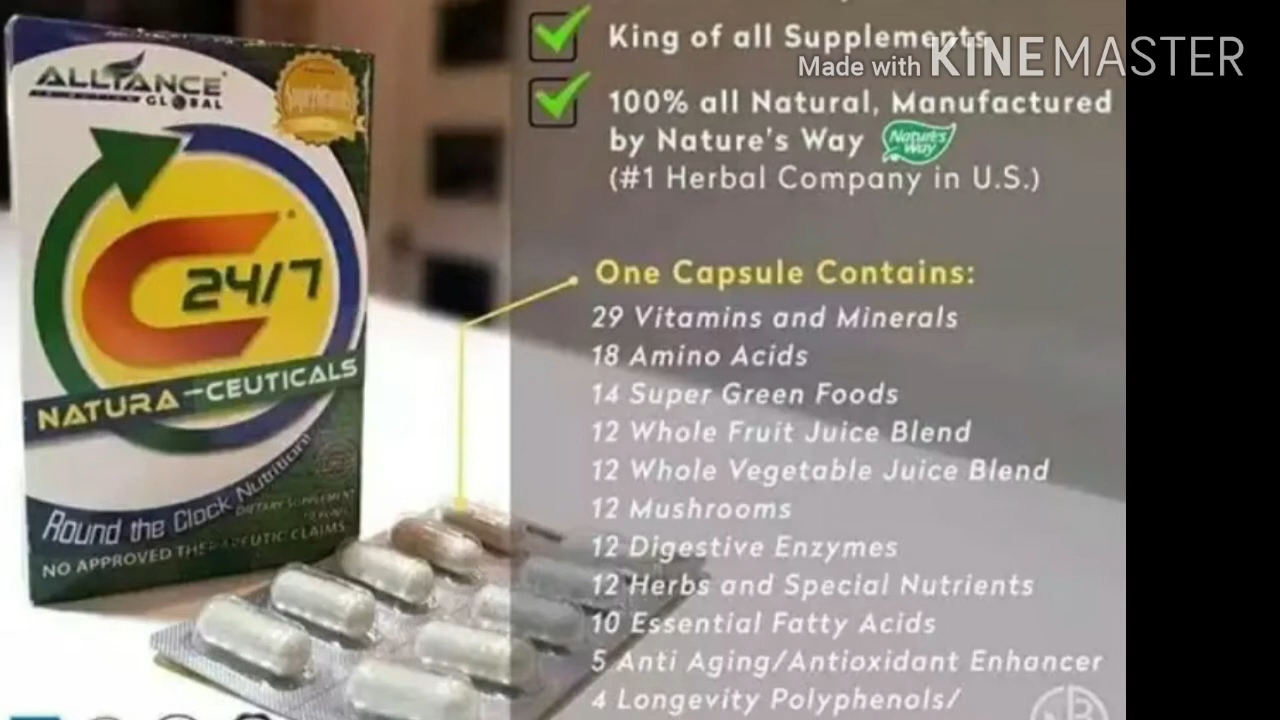 ALLIANCE
GLOBAL
C 24/7
NATURA-CEUTICALS
Round the Clock Nutrition
DIETARY SUPPLEMENT
NO APPROVED THERAPEUTIC CLAIMS
King of all Supplements
Made with KINEMASTER
100% all Natural, Manufactured
by Nature's Way Nature's Way
(#1 Herbal Company in U.S.)
One Capsule Contains:
29 Vitamins and Minerals
18 Amino Acids
14 Super Green Foods
12 Whole Fruit Juice Blend
12 Whole Vegetable Juice Blend
12 Mushrooms
12 Digestive Enzymes
12 Herbs and Special Nutrients
10 Essential Fatty Acids
5 Anti Aging/Antioxidant Enhancer
4 Longevity Polyphenols/